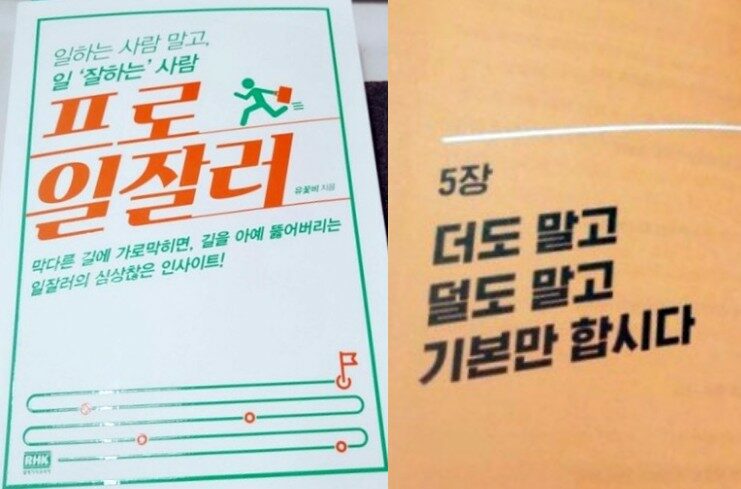 일하는 사람 말고,
일 '잘하는' 사람
프로
일잘러
유꽃비 지음
막다른 길에 가로막히면, 길을 아예 뚫어버리는
일잘러의 심상찮은 인사이트!
RHK
5장
더도 말고
덜도 말고
기본만 합시다